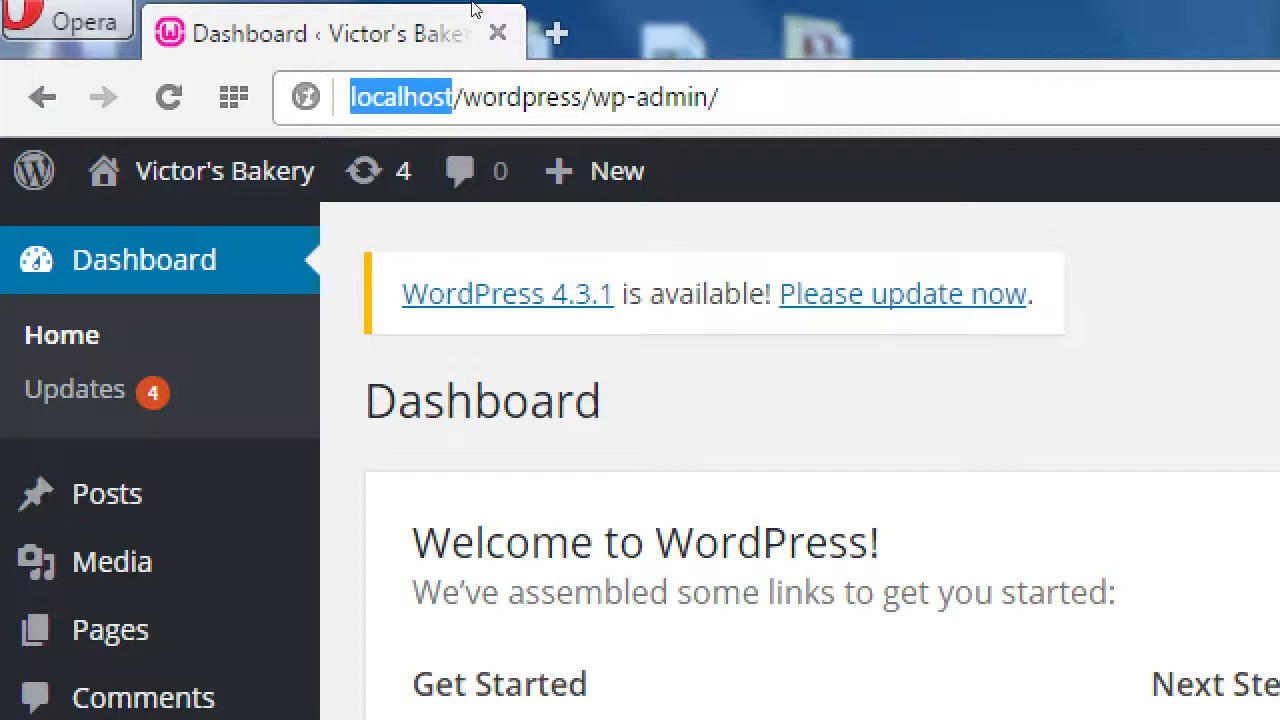 Opera
Dashboard ‹ Victor's Bake
localhost/wordpress/wp-admin/
Victor's Bakery 4 0 New
Dashboard
Home
Updates 4
Posts
Media
Pages
Comments
WordPress 4.3.1 is available! Please update now.
Dashboard
Welcome to WordPress!
We’ve assembled some links to get you started:
Get Started
Next Ste